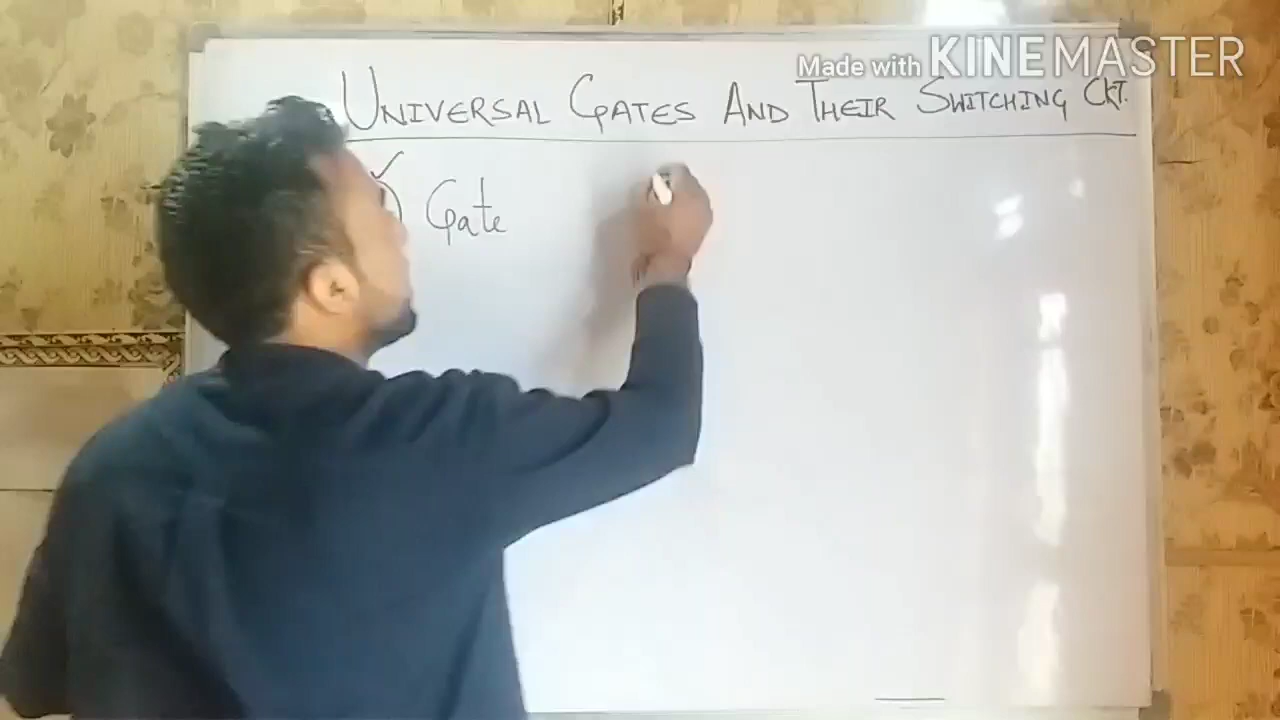 Made with KINEMASTER
UNIVERSAL GATES AND THEIR SWITCHING CKT.
Gate